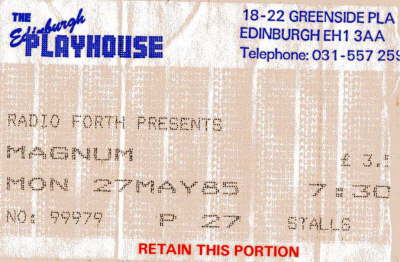 THE
Edinburgh
PLAYHOUSE
18-22 GREENSIDE PLA
EDINBURGH EH1 3AA
Telephone: 031-557 259
RADIO FORTH PRESENTS
MAGNUM £ 3.5
MON 27MAY85 7:30
NO: 99979 P 27 STALLS
RETAIN THIS PORTION